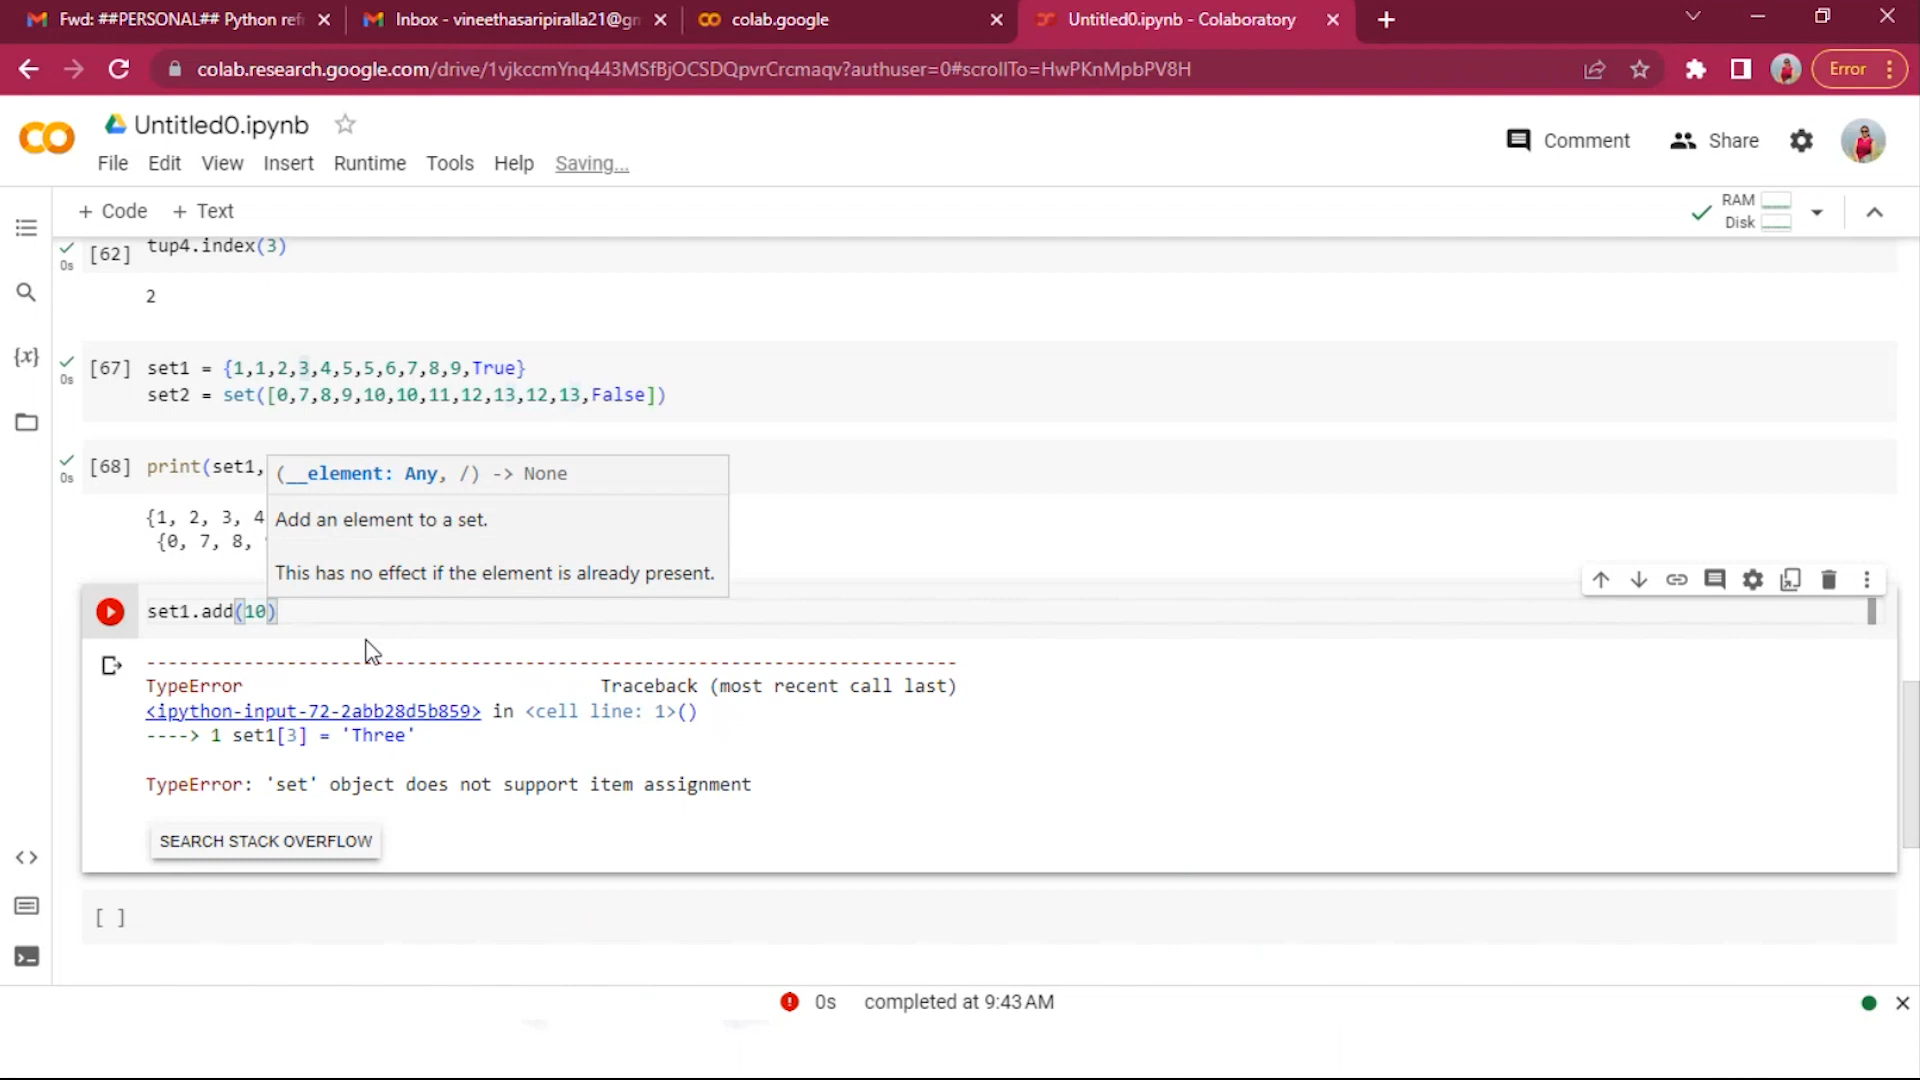 Fwd: ##PERSONAL## Python ref
Inbox - vineethasaripiralla21@gm
colab.google
Untitled0.ipynb - Colaboratory
colab.research.google.com/drive/1vjkccmYnq443MSfBjOCSDQpvrCrcmaqv?authuser=0#scrollTo=HwPKnMpbPV8H
Error
CO
Untitled0.ipynb
Comment
Share
File Edit View Insert Runtime Tools Help Saving...
+ Code + Text
RAM
Disk
0s
[62] tup4.index(3)
2
[67] set1 = {1,1,2,3,4,5,5,6,7,8,9,True}
0s
set2 = set([0,7,8,9,10,10,11,12,13,12,13,False])
[68] print(set1,
0s
(__element: Any, /) -> None
{1, 2, 3, 4
Add an element to a set.
{0, 7, 8,
This has no effect if the element is already present.
set1.add(10)
---------------------------------------------------------------------------
TypeError Traceback (most recent call last)
<ipython-input-72-2abb28d5b859> in <cell line: 1>()
----> 1 set1[3] = 'Three'
TypeError: 'set' object does not support item assignment
SEARCH STACK OVERFLOW
[ ]
0s completed at 9:43 AM